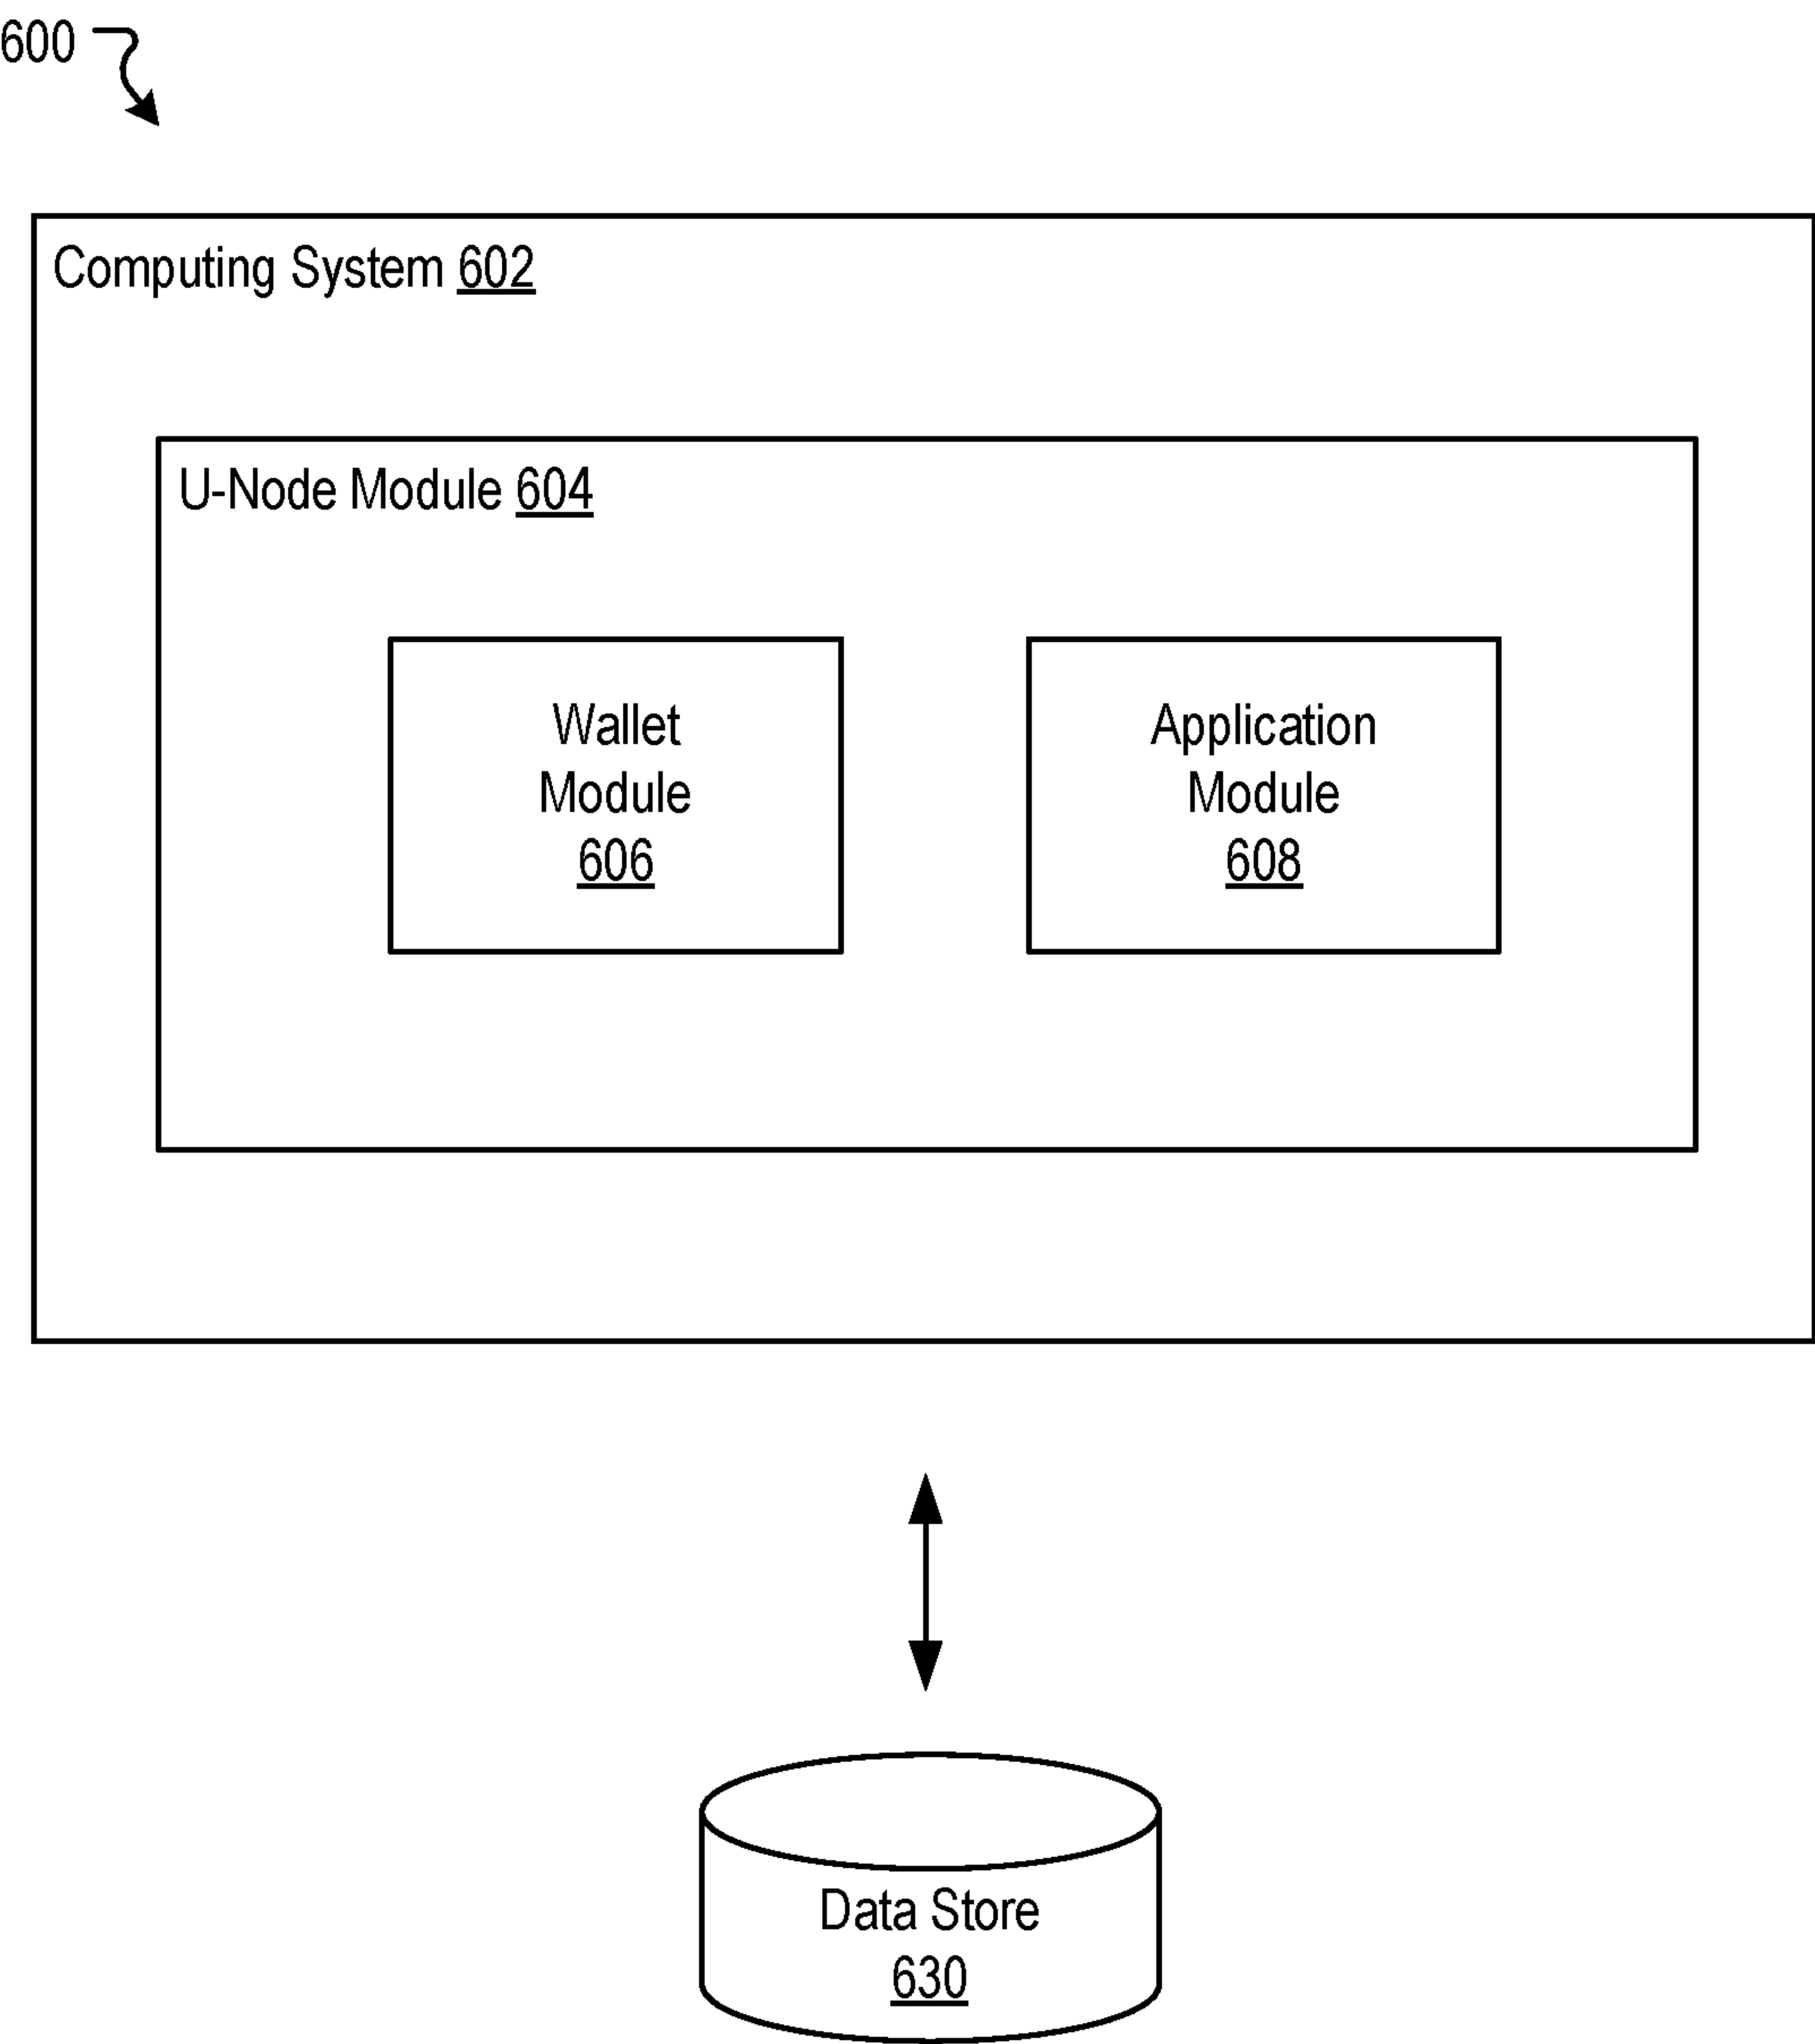 600
Computing System 602
U-Node Module 604
Wallet
Module
606
Application
Module
608
Data Store
630